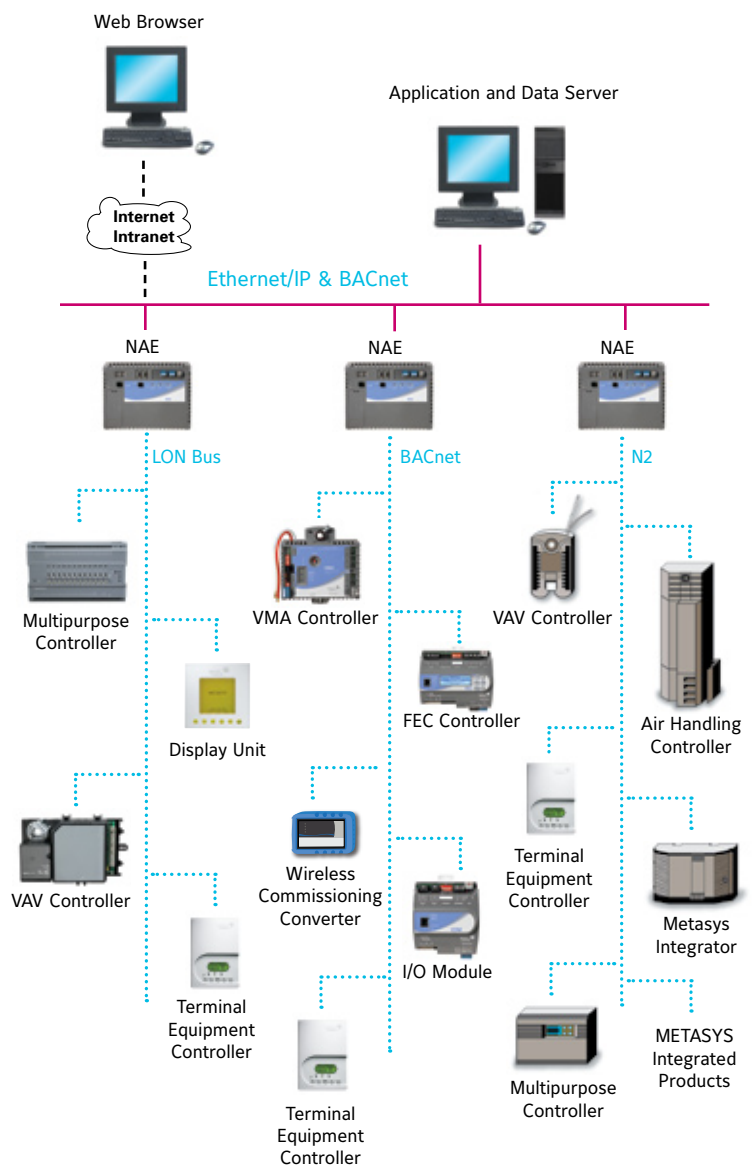 Web Browser
Application and Data Server
Internet
Intranet
Ethernet/IP & BACnet
NAE
NAE
NAE
LON Bus
BACnet
N2
Multipurpose
Controller
VMA Controller
VAV Controller
Display Unit
FEC Controller
Air Handling
Controller
VAV Controller
Wireless
Commissioning
Converter
Terminal
Equipment
Controller
Metasys
Integrator
I/O Module
Terminal
Equipment
Controller
Terminal
Equipment
Controller
Multipurpose
Controller
METASYS
Integrated
Products